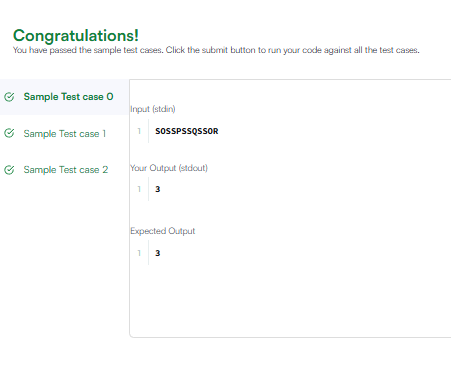 Congratulations!
You have passed the sample test cases. Click the submit button to run your code against all the test cases.
Sample Test case 0
Sample Test case 1
Sample Test case 2
Input (stdin)
1 SOSSPSSQSSOR
Your Output (stdout)
1 3
Expected Output
1 3